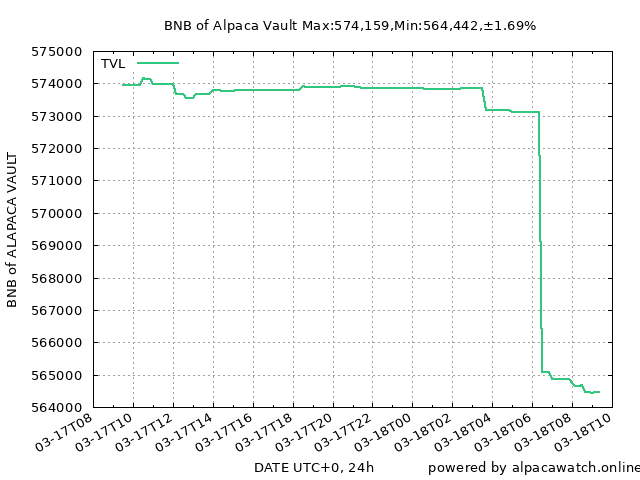 BNB of Alpaca Vault Max:574,159,Min:564,442,±1.69%
TVL
575000
574000
573000
572000
571000
570000
569000
568000
567000
566000
565000
564000
BNB of ALAPACA VAULT
03-17T08
03-17T10
03-17T12
03-17T14
03-17T16
03-17T18
03-17T20
03-17T22
03-18T00
03-18T02
03-18T04
03-18T06
03-18T08
03-18T10
DATE UTC+0, 24h
powered by alpacawatch.online